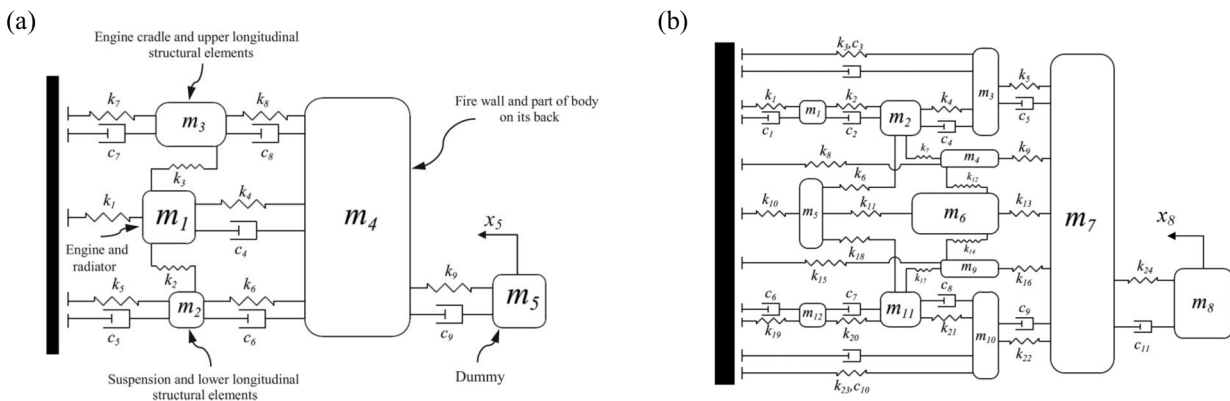 (a)
Engine cradle and upper longitudinal
structural elements
k7
k8
m3
c7
c8
k3
Fire wall and part of body
on its back
k1
m1
k4
c4
m4
Engine and
radiator
k2
k5
k6
m2
c5
c6
x5
k9
m5
c9
Suspension and lower longitudinal
structural elements
Dummy
(b)
k3,c3
k1
k2
k4
m3
k5
m1
m2
c1
c2
c4
c5
k8
k7
m4
k9
k6
k12
k10
m5
k11
m6
k13
m7
k14
k18
k15
k17
m9
k16
x8
k24
m8
c11
c6
c7
c8
m12
m11
k19
k20
k21
m10
c9
k22
k23,c10